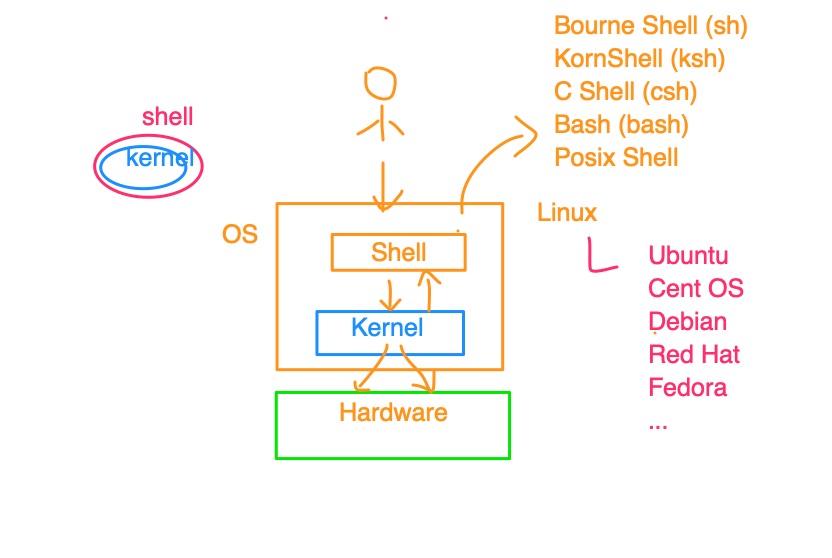 Bourne Shell (sh)
KornShell (ksh)
C Shell (csh)
Bash (bash)
Posix Shell
shell
kernel
OS
Shell
Kernel
Hardware
Linux
Ubuntu
Cent OS
Debian
Red Hat
Fedora
...